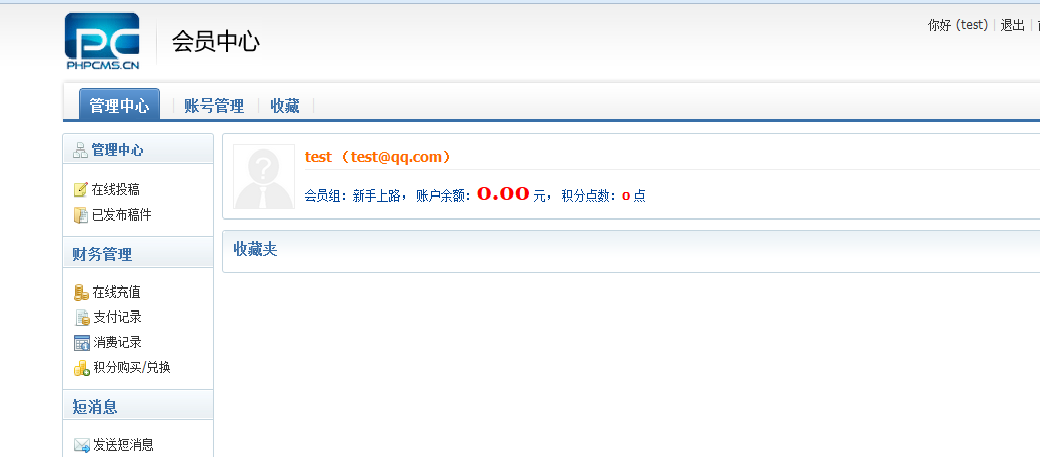 你好 (test) 退出
PC
PHPCMS.CN
会员中心
管理中心 账号管理 收藏
管理中心
在线投稿
已发布稿件
财务管理
在线充值
支付记录
消费记录
积分购买/兑换
短消息
发送短消息
test (test@qq.com)
会员组:新手上路, 账户余额:0.00 元, 积分点数:0 点
收藏夹